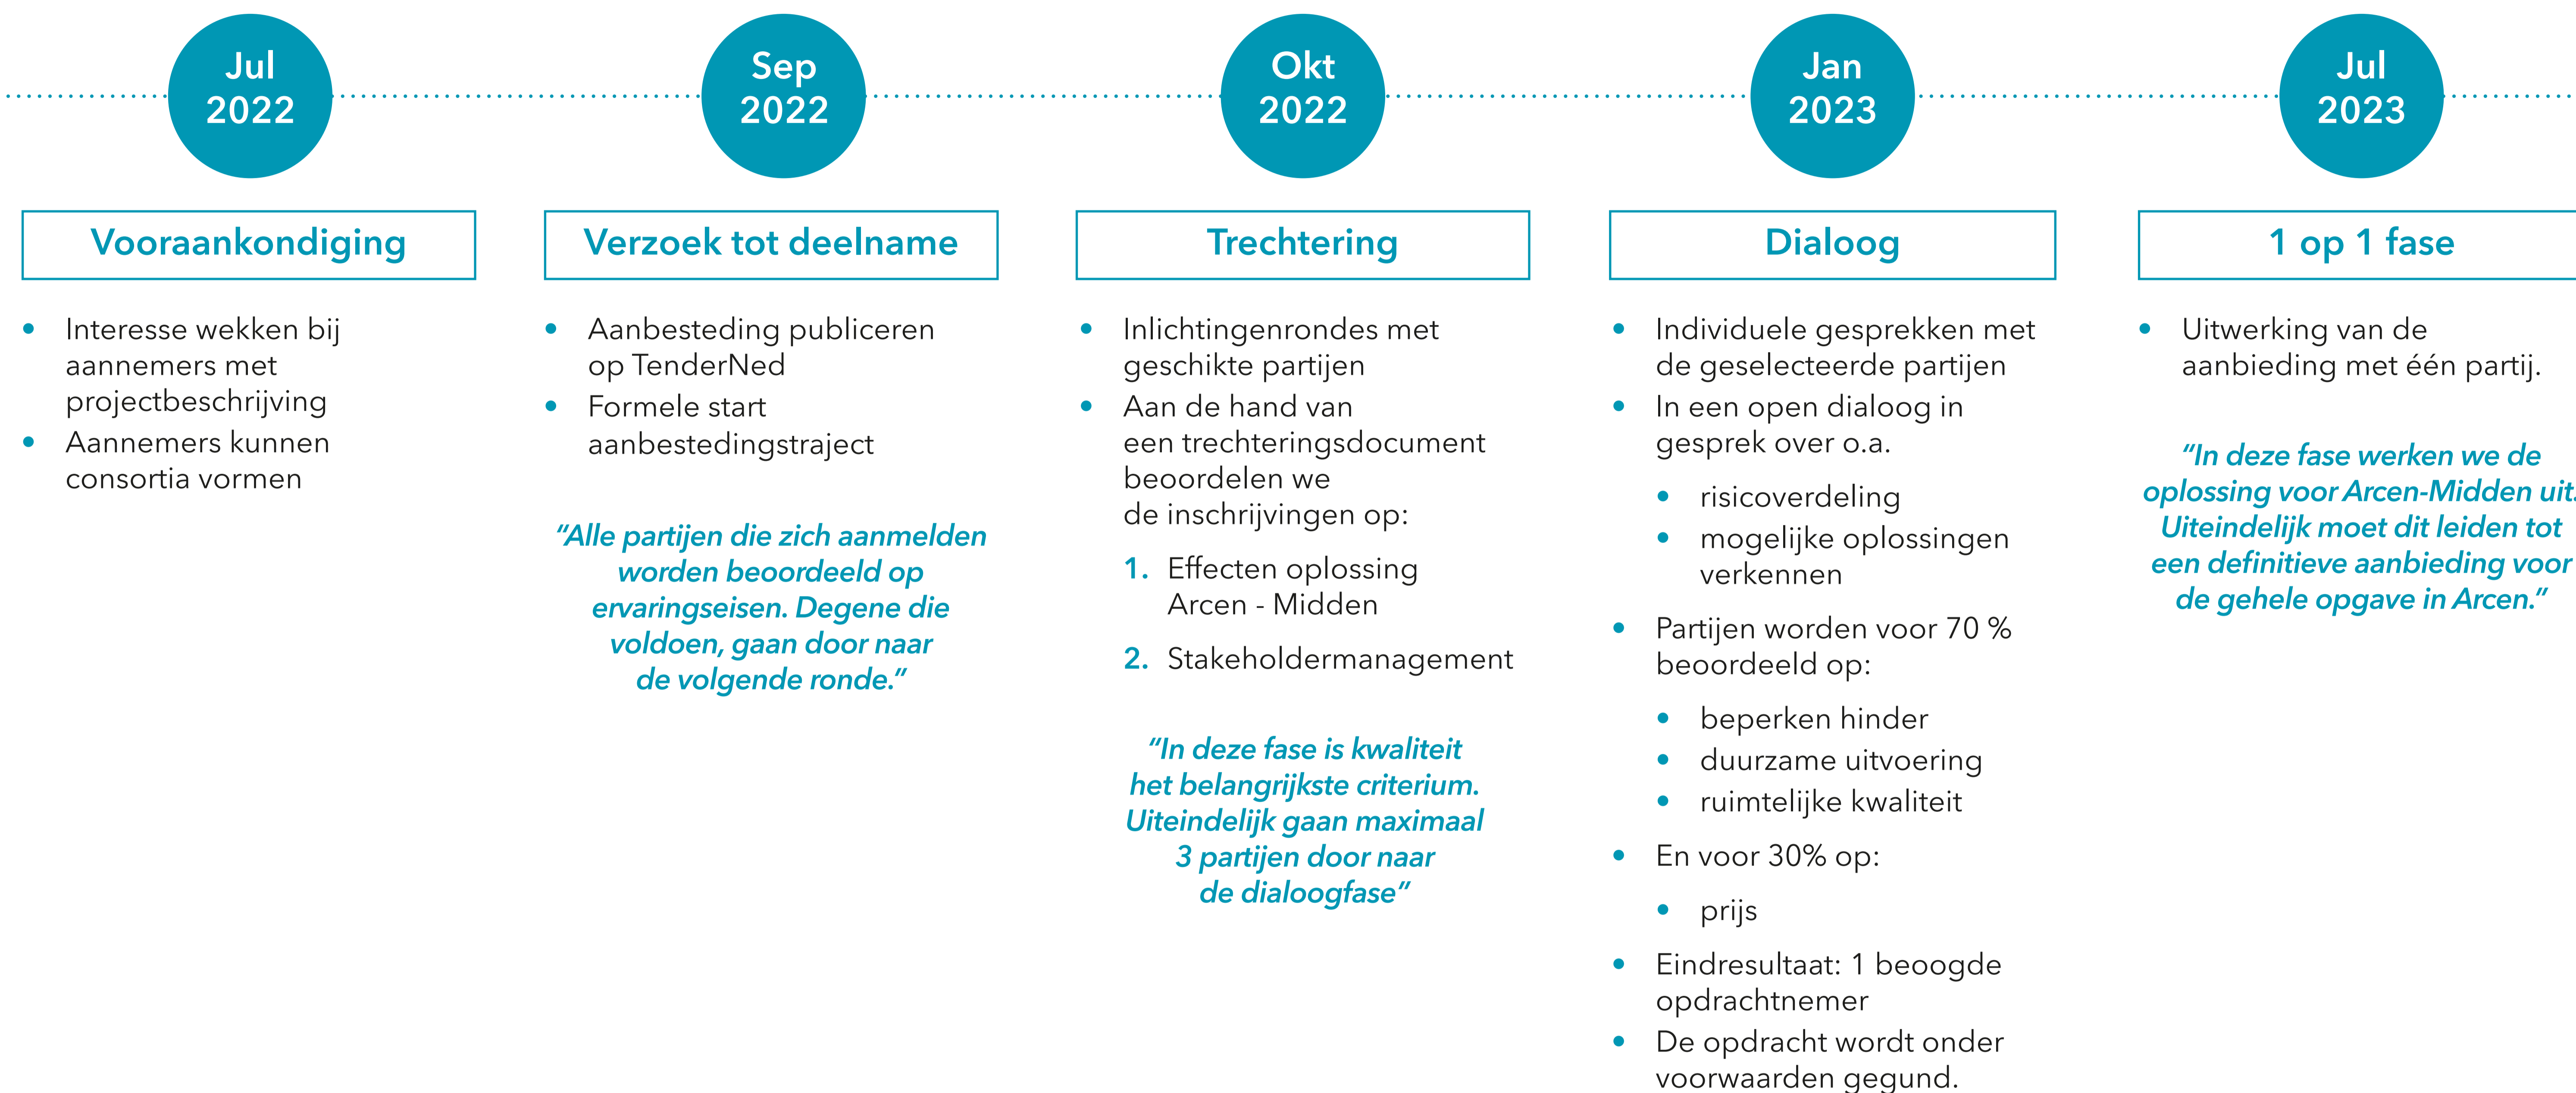 Jul
2022
Sep
2022
Okt
2022
Jan
2023
Jul
2023
Vooraankondiging
• Interesse wekken bij
aannemers met
projectbeschrijving
• Aannemers kunnen
consortia vormen
Verzoek tot deelname
• Aanbesteding publiceren
op TenderNed
• Formele start
aanbestedingstraject
“Alle partijen die zich aanmelden
worden beoordeeld op
ervaringseisen. Degene die
voldoen, gaan door naar
de volgende ronde.”
Trechtering
• Inlichtingenrondes met
geschikte partijen
• Aan de hand van
een trechteringsdocument
beoordelen we
de inschrijvingen op:
1. Effecten oplossing
Arcen - Midden
2. Stakeholdermanagement
“In deze fase is kwaliteit
het belangrijkste criterium.
Uiteindelijk gaan maximaal
3 partijen door naar
de dialoogfase”
Dialoog
• Individuele gesprekken met
de geselecteerde partijen
• In een open dialoog in
gesprek over o.a.
• risicoverdeling
• mogelijke oplossingen
verkennen
• Partijen worden voor 70 %
beoordeeld op:
• beperken hinder
• duurzame uitvoering
• ruimtelijke kwaliteit
• En voor 30% op:
• prijs
• Eindresultaat: 1 beoogde
opdrachtnemer
• De opdracht wordt onder
voorwaarden gegund.
1 op 1 fase
• Uitwerking van de
aanbieding met één partij.
“In deze fase werken we de
oplossing voor Arcen-Midden uit.
Uiteindelijk moet dit leiden tot
een definitieve aanbieding voor
de gehele opgave in Arcen.”